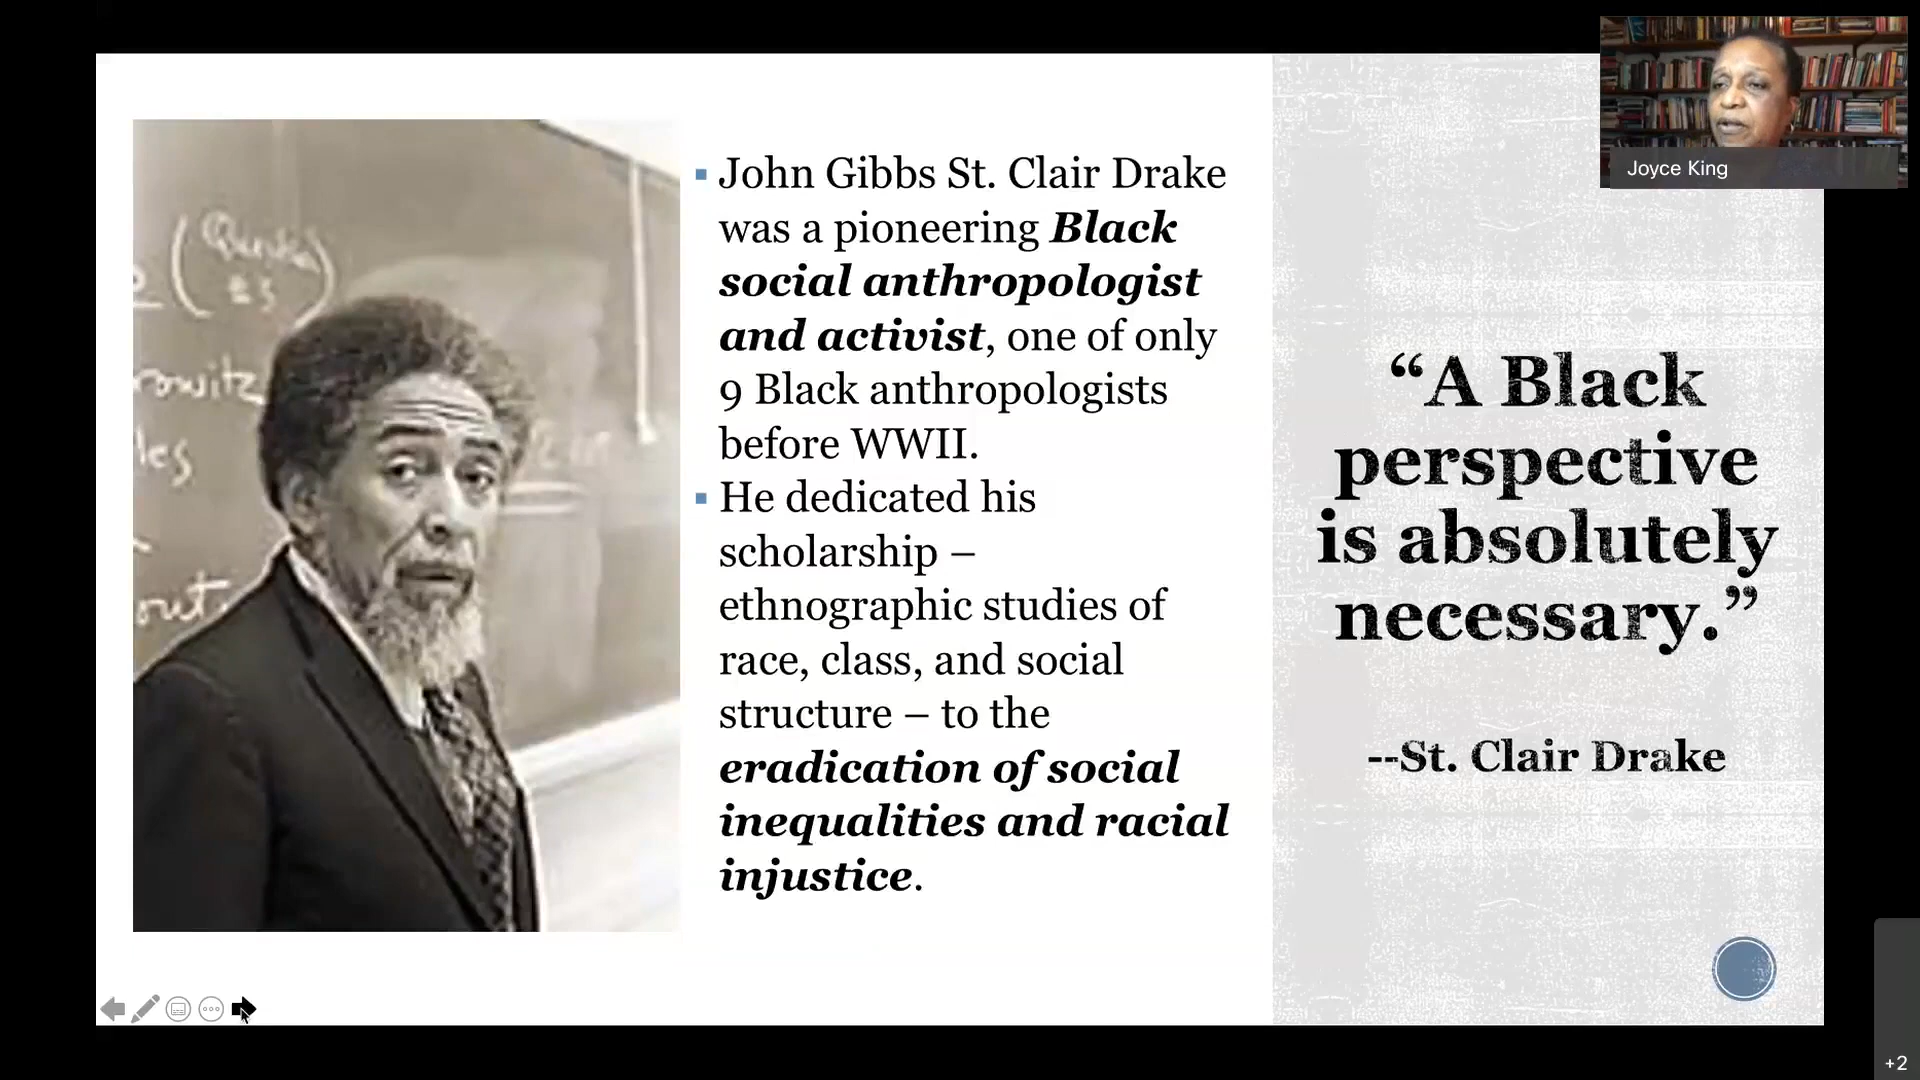 Joyce King
John Gibbs St. Clair Drake
was a pioneering Black
social anthropologist
and activist, one of only
9 Black anthropologists
before WWII.
He dedicated his
scholarship –
ethnographic studies of
race, class, and social
structure – to the
eradication of social
inequalities and racial
injustice.
“A Black
perspective
is absolutely
necessary.”
--St. Clair Drake
+2